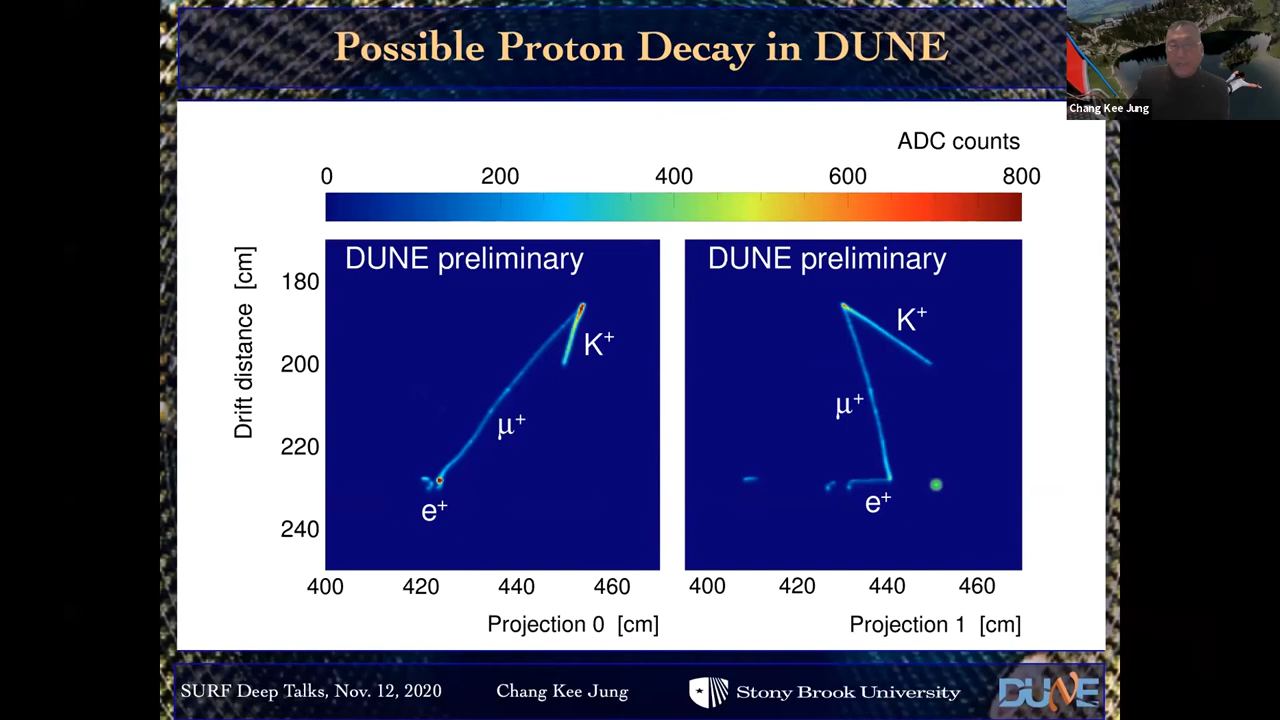 Possible Proton Decay in DUNE
Chang Kee Jung
ADC counts
0 200 400 600 800
Drift distance [cm]
180
200
220
240
DUNE preliminary
K⁺
μ⁺
e⁺
400 420 440 460
Projection 0 [cm]
DUNE preliminary
K⁺
μ⁺
e⁺
400 420 440 460
Projection 1 [cm]
SURF Deep Talks, Nov. 12, 2020 Chang Kee Jung Stony Brook University DUNE